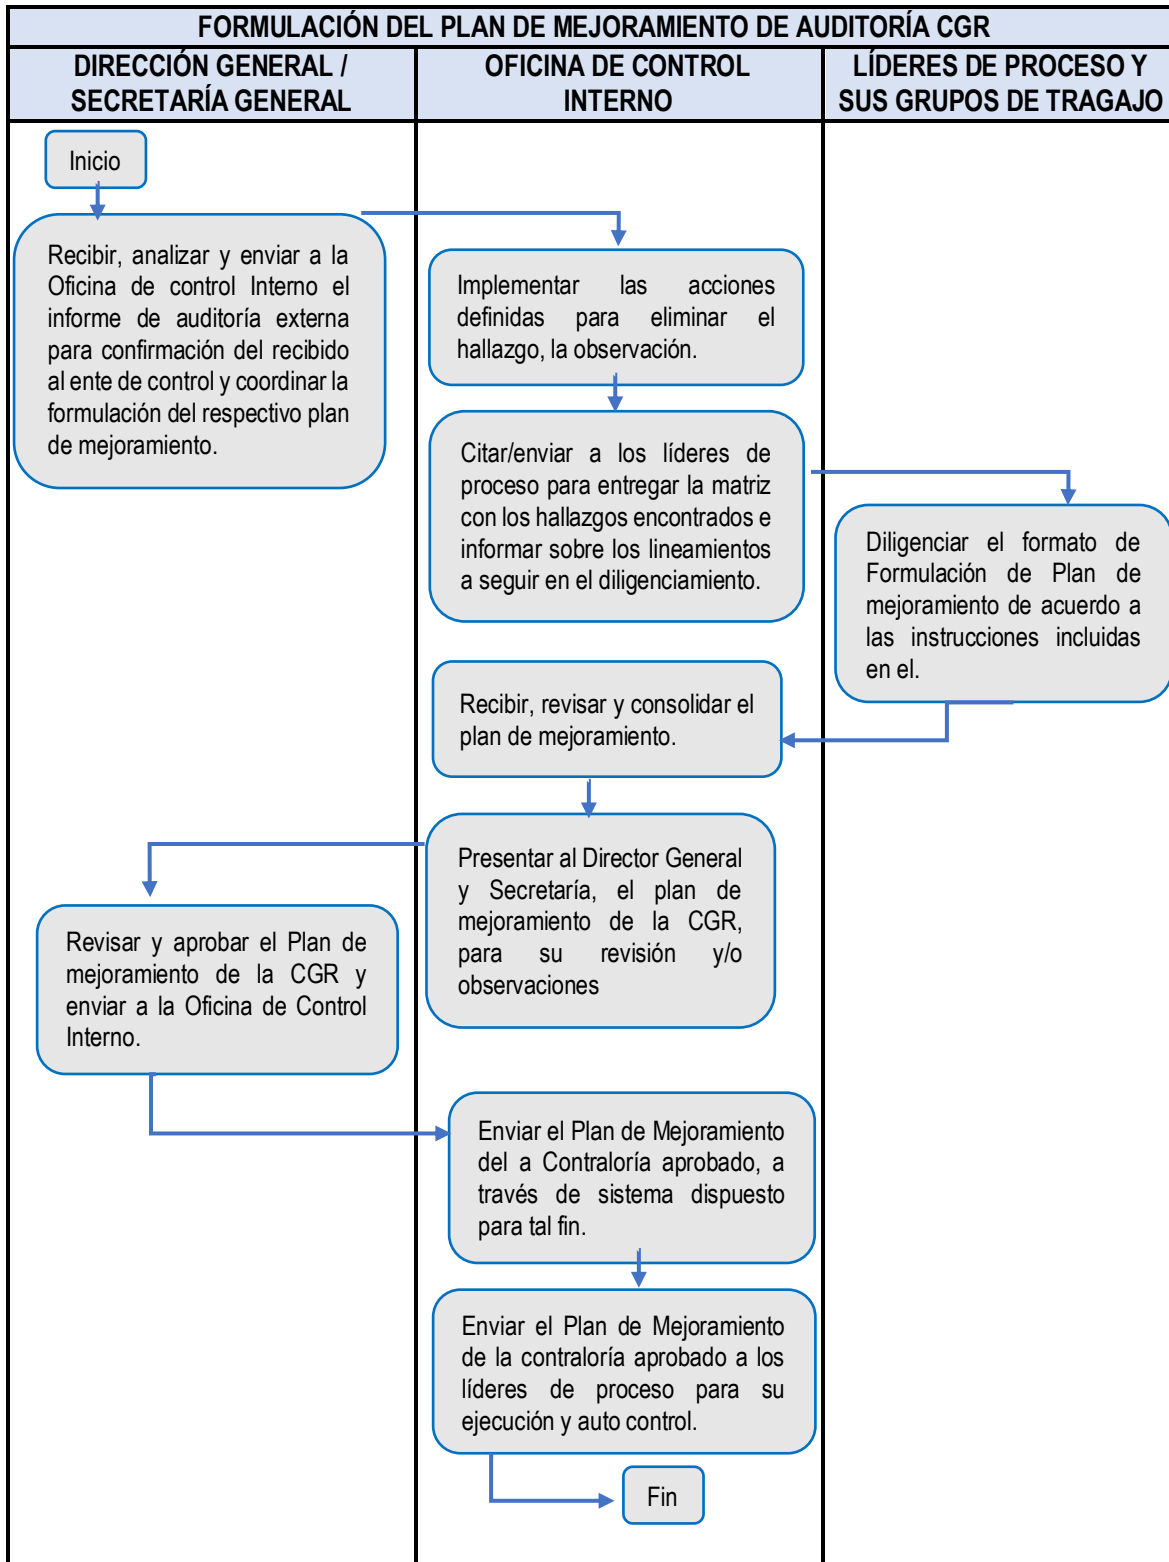 FORMULACIÓN DEL PLAN DE MEJORAMIENTO DE AUDITORÍA CGR
DIRECCIÓN GENERAL /
SECRETARÍA GENERAL
OFICINA DE CONTROL
INTERNO
LÍDERES DE PROCESO Y
SUS GRUPOS DE TRAGAJO
Inicio
Recibir, analizar y enviar a la
Oficina de control Interno el
informe de auditoría externa
para confirmación del recibido
al ente de control y coordinar la
formulación del respectivo plan
de mejoramiento.
Implementar las acciones
definidas para eliminar el
hallazgo, la observación.
Citar/enviar a los líderes de
proceso para entregar la matriz
con los hallazgos encontrados e
informar sobre los lineamientos
a seguir en el diligenciamiento.
Diligenciar el formato de
Formulación de Plan de
mejoramiento de acuerdo a
las instrucciones incluidas
en el.
Recibir, revisar y consolidar el
plan de mejoramiento.
Presentar al Director General
y Secretaría, el plan de
mejoramiento de la CGR,
para su revisión y/o
observaciones
Revisar y aprobar el Plan de
mejoramiento de la CGR y
enviar a la Oficina de Control
Interno.
Enviar el Plan de Mejoramiento
del a Contraloría aprobado, a
través de sistema dispuesto
para tal fin.
Enviar el Plan de Mejoramiento
de la contraloría aprobado a los
líderes de proceso para su
ejecución y auto control.
Fin